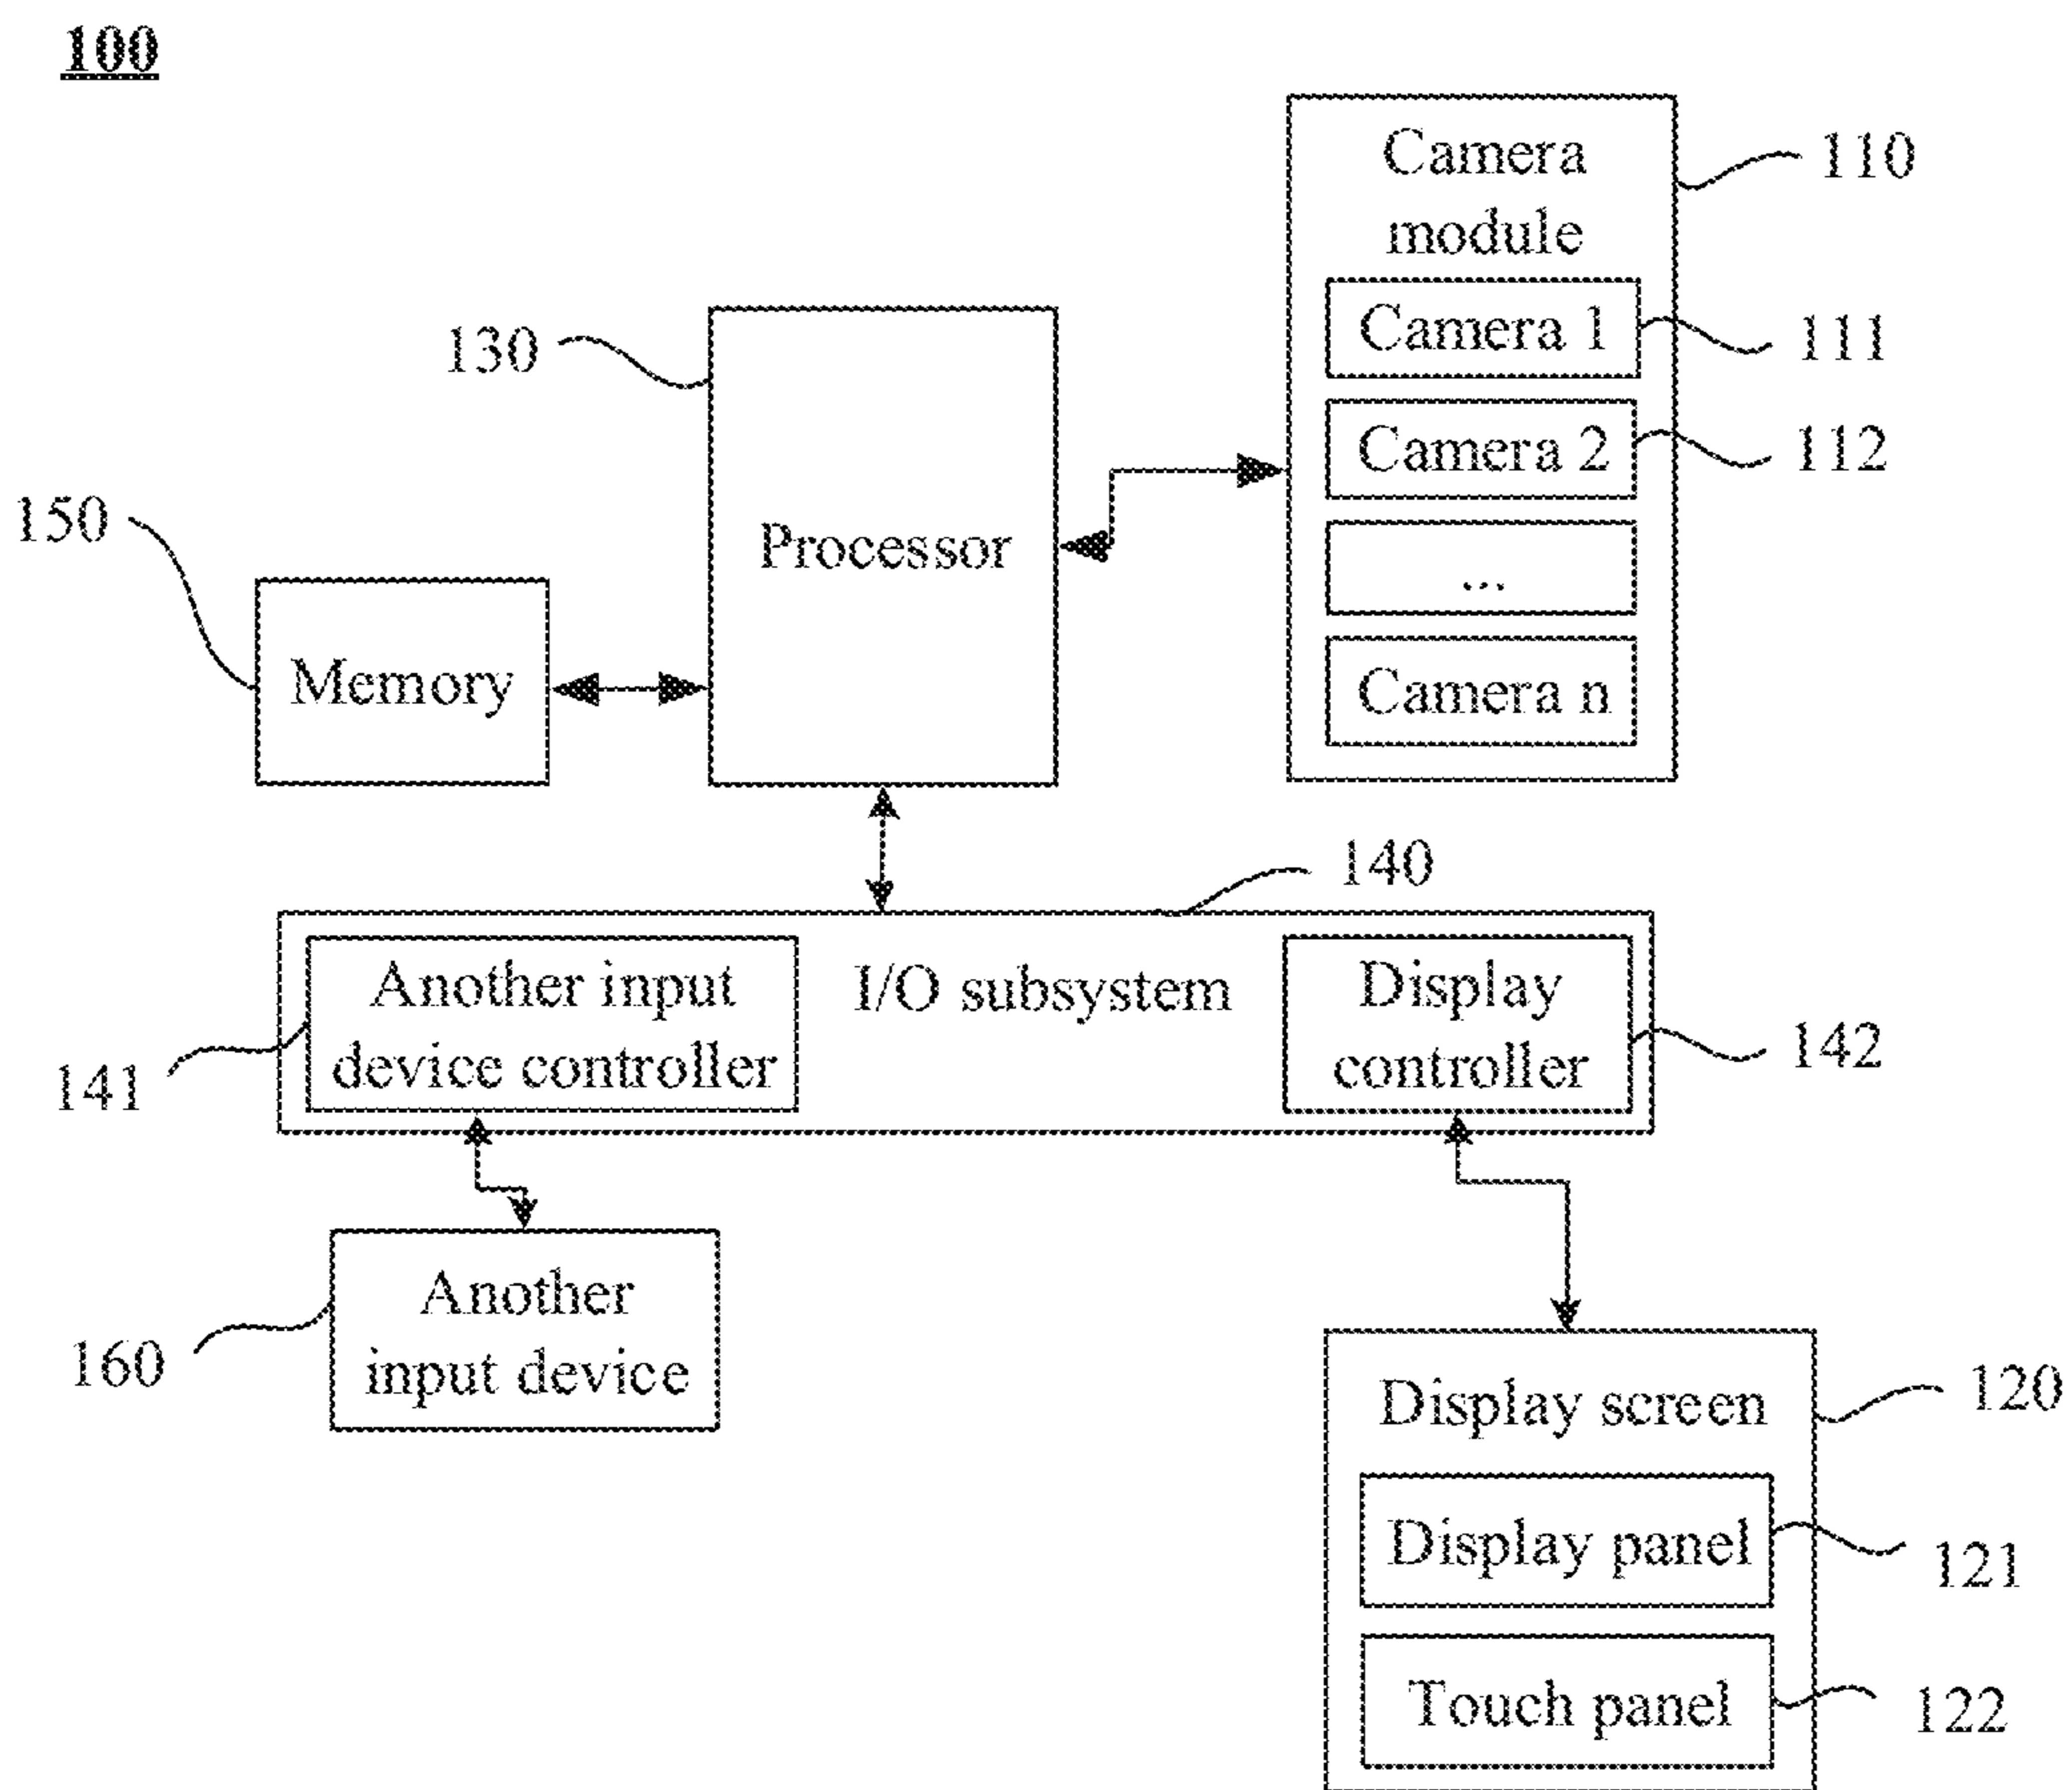 100
Camera
module
110
Camera 1
111
Camera 2
112
...
Camera n
130
Processor
150
Memory
140
Another input
device controller
I/O subsystem
Display
controller
141
142
Another
input device
160
Display screen
120
Display panel
121
Touch panel
122